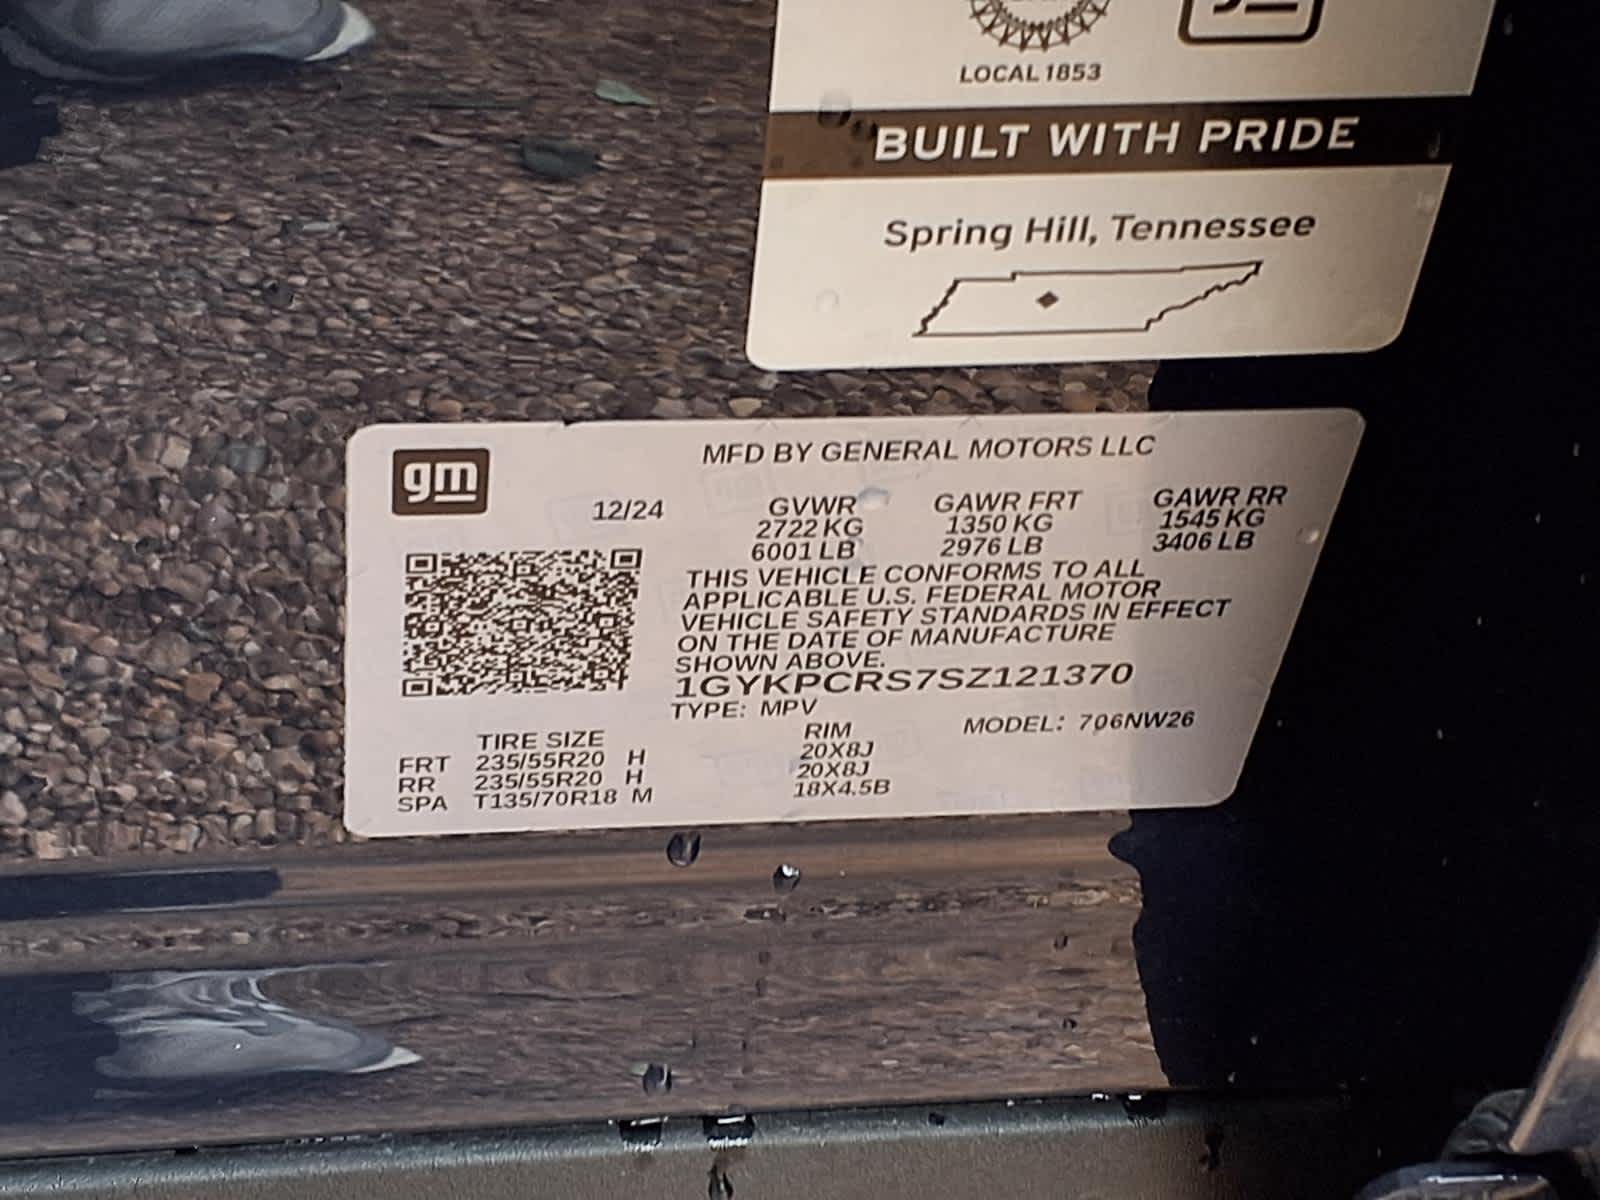 LOCAL 1853
BUILT WITH PRIDE
Spring Hill, Tennessee
gm
MFD BY GENERAL MOTORS LLC
12/24 GVWR GAWR FRT GAWR RR
2722 KG 1350 KG 1545 KG
6001 LB 2976 LB 3406 LB
THIS VEHICLE CONFORMS TO ALL
APPLICABLE U.S. FEDERAL MOTOR
VEHICLE SAFETY STANDARDS IN EFFECT
ON THE DATE OF MANUFACTURE
SHOWN ABOVE.
1GYKPCRS7SZ121370
TYPE: MPV MODEL: 706NW26
TIRE SIZE RIM
FRT 235/55R20 H 20X8J
RR 235/55R20 H 20X8J
SPA T135/70R18 M 18X4.5B